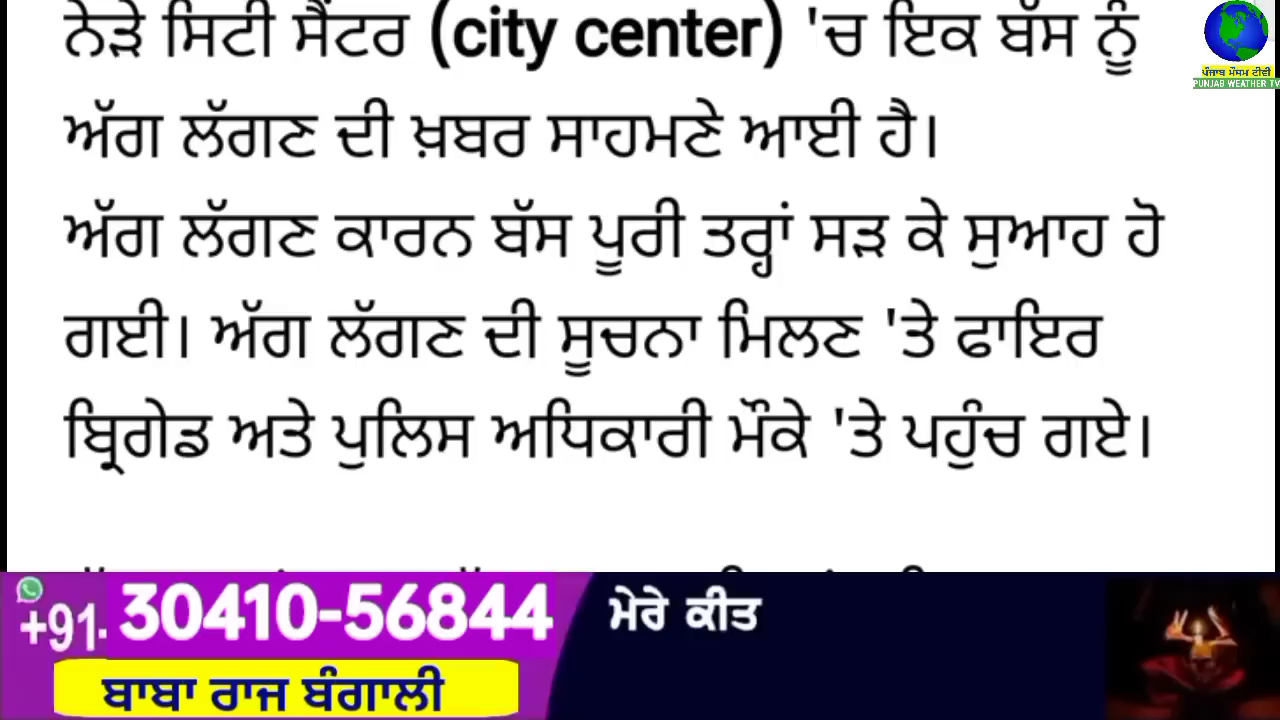 ਨੇੜੇ ਸਿਟੀ ਸੈਂਟਰ (city center) 'ਚ ਇਕ ਬੱਸ ਨੂੰ
ਅੱਗ ਲੱਗਣ ਦੀ ਖ਼ਬਰ ਸਾਹਮਣੇ ਆਈ ਹੈ।
ਅੱਗ ਲੱਗਣ ਕਾਰਨ ਬੱਸ ਪੂਰੀ ਤਰ੍ਹਾਂ ਸੜ ਕੇ ਸੁਆਹ ਹੋ
ਗਈ। ਅੱਗ ਲੱਗਣ ਦੀ ਸੂਚਨਾ ਮਿਲਣ 'ਤੇ ਫਾਇਰ
ਬ੍ਰਿਗੇਡ ਅਤੇ ਪੁਲਿਸ ਅਧਿਕਾਰੀ ਮੌਕੇ 'ਤੇ ਪਹੁੰਚ ਗਏ।
ਪੰਜਾਬ ਮੌਸਮ ਟੀਵੀ
PUNJAB WEATHER TV
+91- 30410-56844
ਬਾਬਾ ਰਾਜ ਬੰਗਾਲੀ
ਮੇਰੇ ਕੀਤ